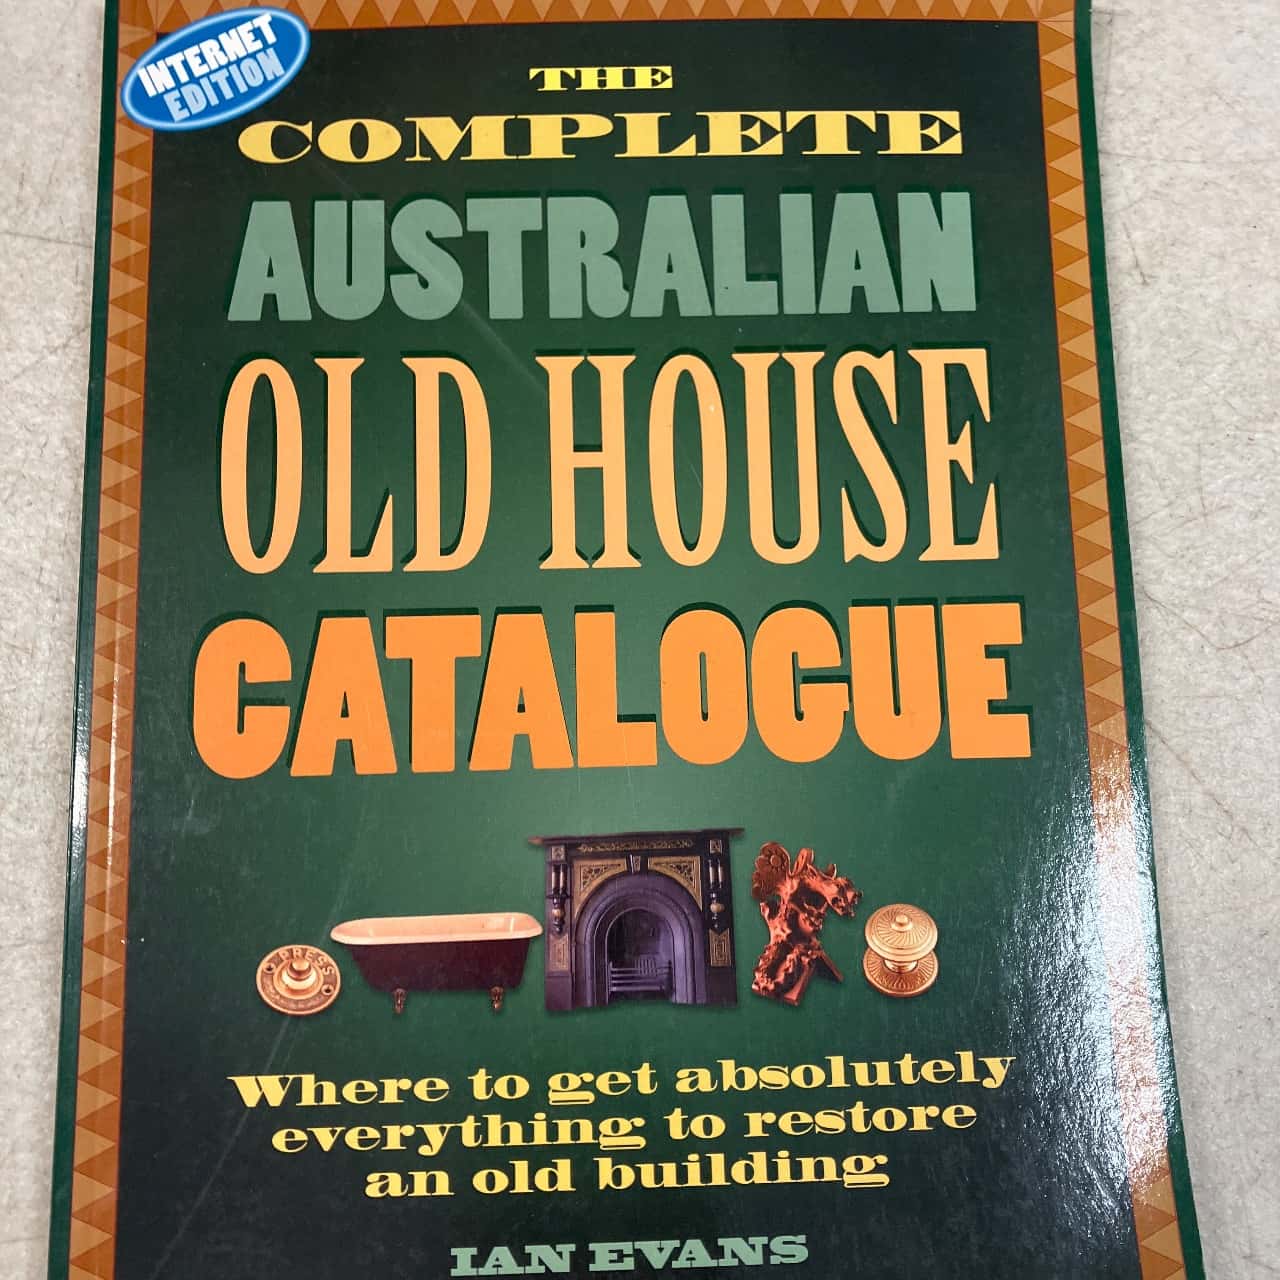 INTERNET
EDITION
THE
COMPLETE
AUSTRALIAN
OLD HOUSE
CATALOGUE
PRESS
Where to get absolutely
everything to restore
an old building
IAN EVANS